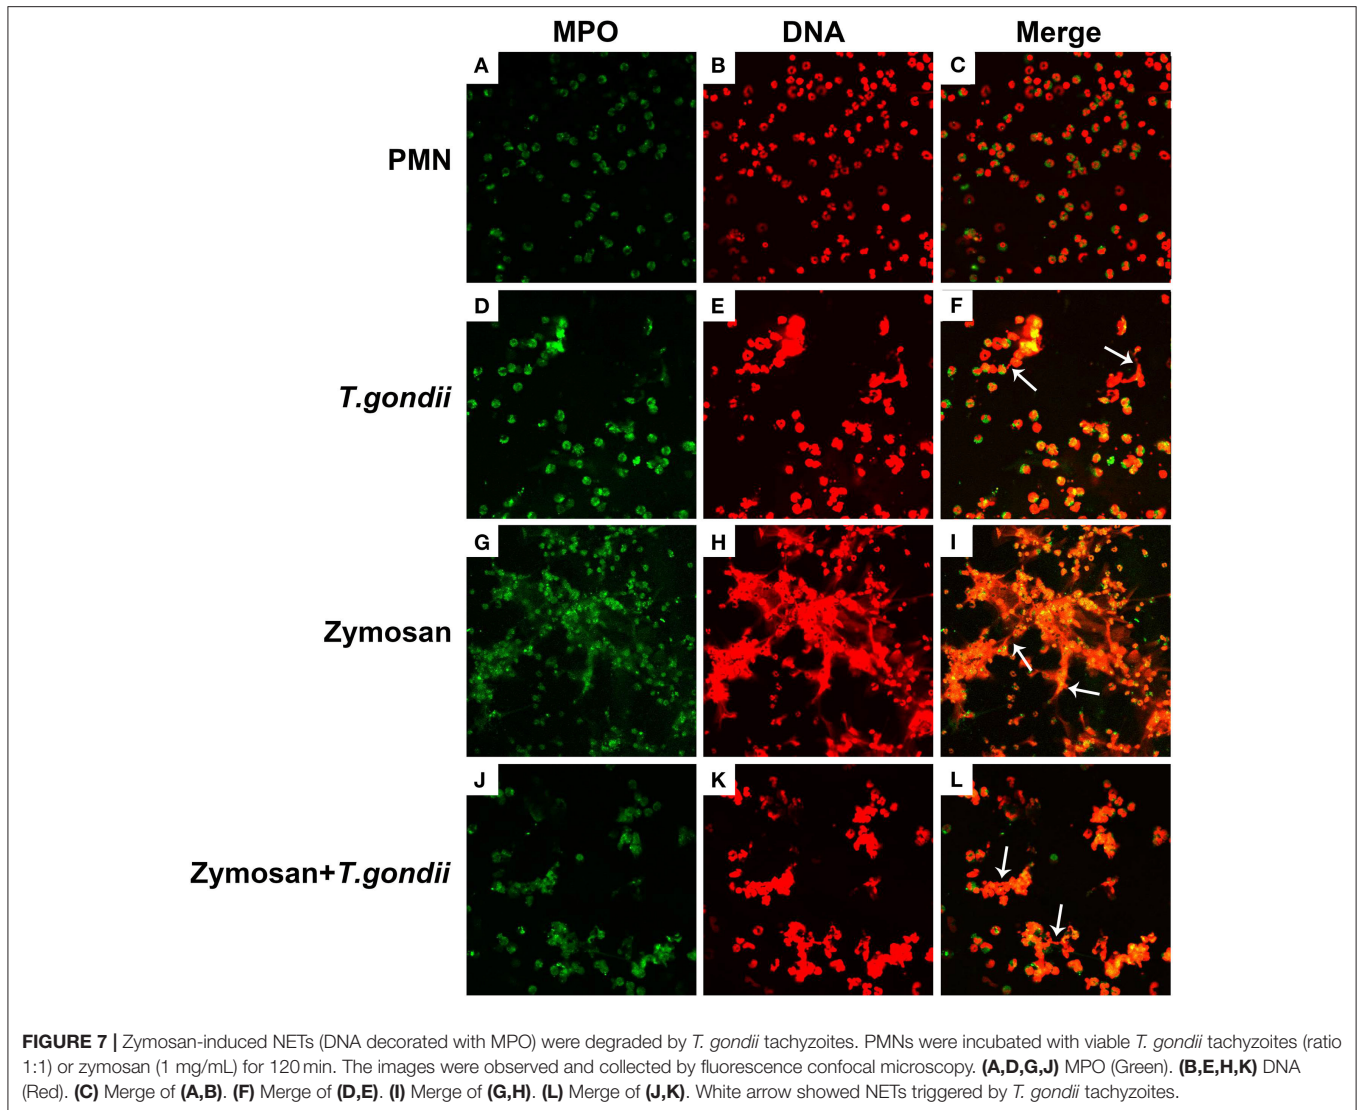 MPO DNA Merge
A B C
PMN
D E F
T.gondii
G H I
Zymosan
J K L
Zymosan+T.gondii
FIGURE 7 | Zymosan-induced NETs (DNA decorated with MPO) were degraded by T. gondii tachyzoites. PMNs were incubated with viable T. gondii tachyzoites (ratio
1:1) or zymosan (1 mg/mL) for 120 min. The images were observed and collected by fluorescence confocal microscopy. (A,D,G,J) MPO (Green). (B,E,H,K) DNA
(Red). (C) Merge of (A,B). (F) Merge of (D,E). (I) Merge of (G,H). (L) Merge of (J,K). White arrow showed NETs triggered by T. gondii tachyzoites.